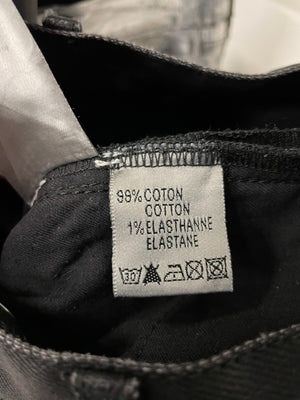 99% COTON
COTTON
1% ELASTHANNE
ELASTANE
30